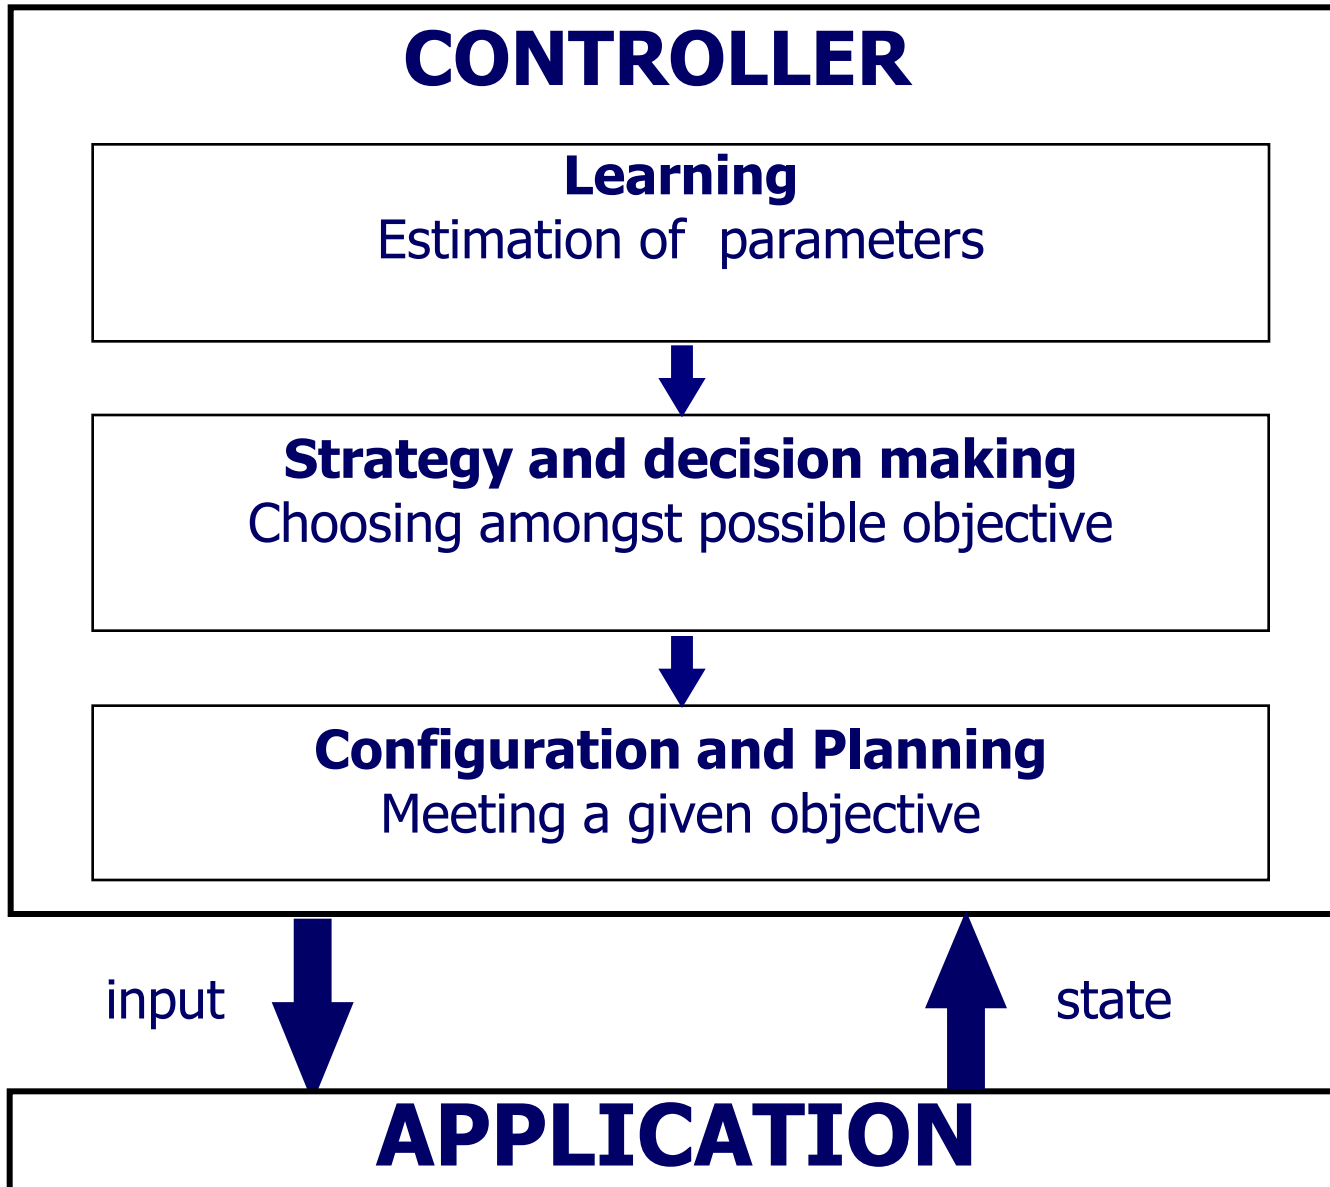 CONTROLLER
Learning
Estimation of  parameters
Strategy and decision making
Choosing amongst possible objective
Configuration and Planning
Meeting a given objective
input
state
APPLICATION